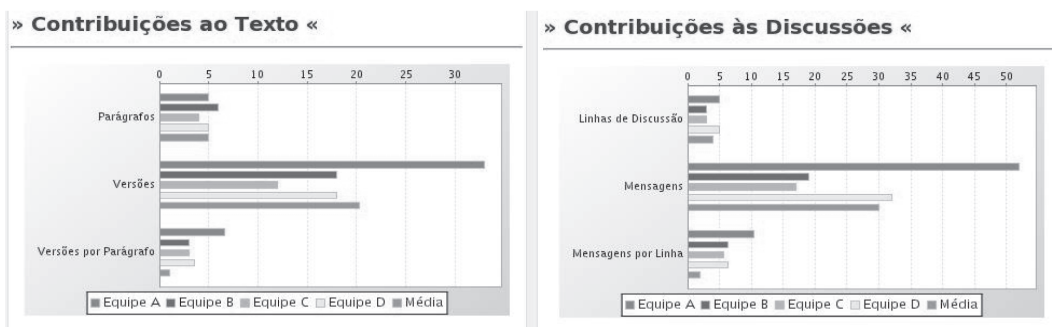 » Contribuições ao Texto «
0 5 10 15 20 25 30
Parágrafos
Versões
Versões por Parágrafo
Equipe A Equipe B Equipe C Equipe D Média
» Contribuições às Discussões «
0 5 10 15 20 25 30 35 40 45 50
Linhas de Discussão
Mensagens
Mensagens por Linha
Equipe A Equipe B Equipe C Equipe D Média